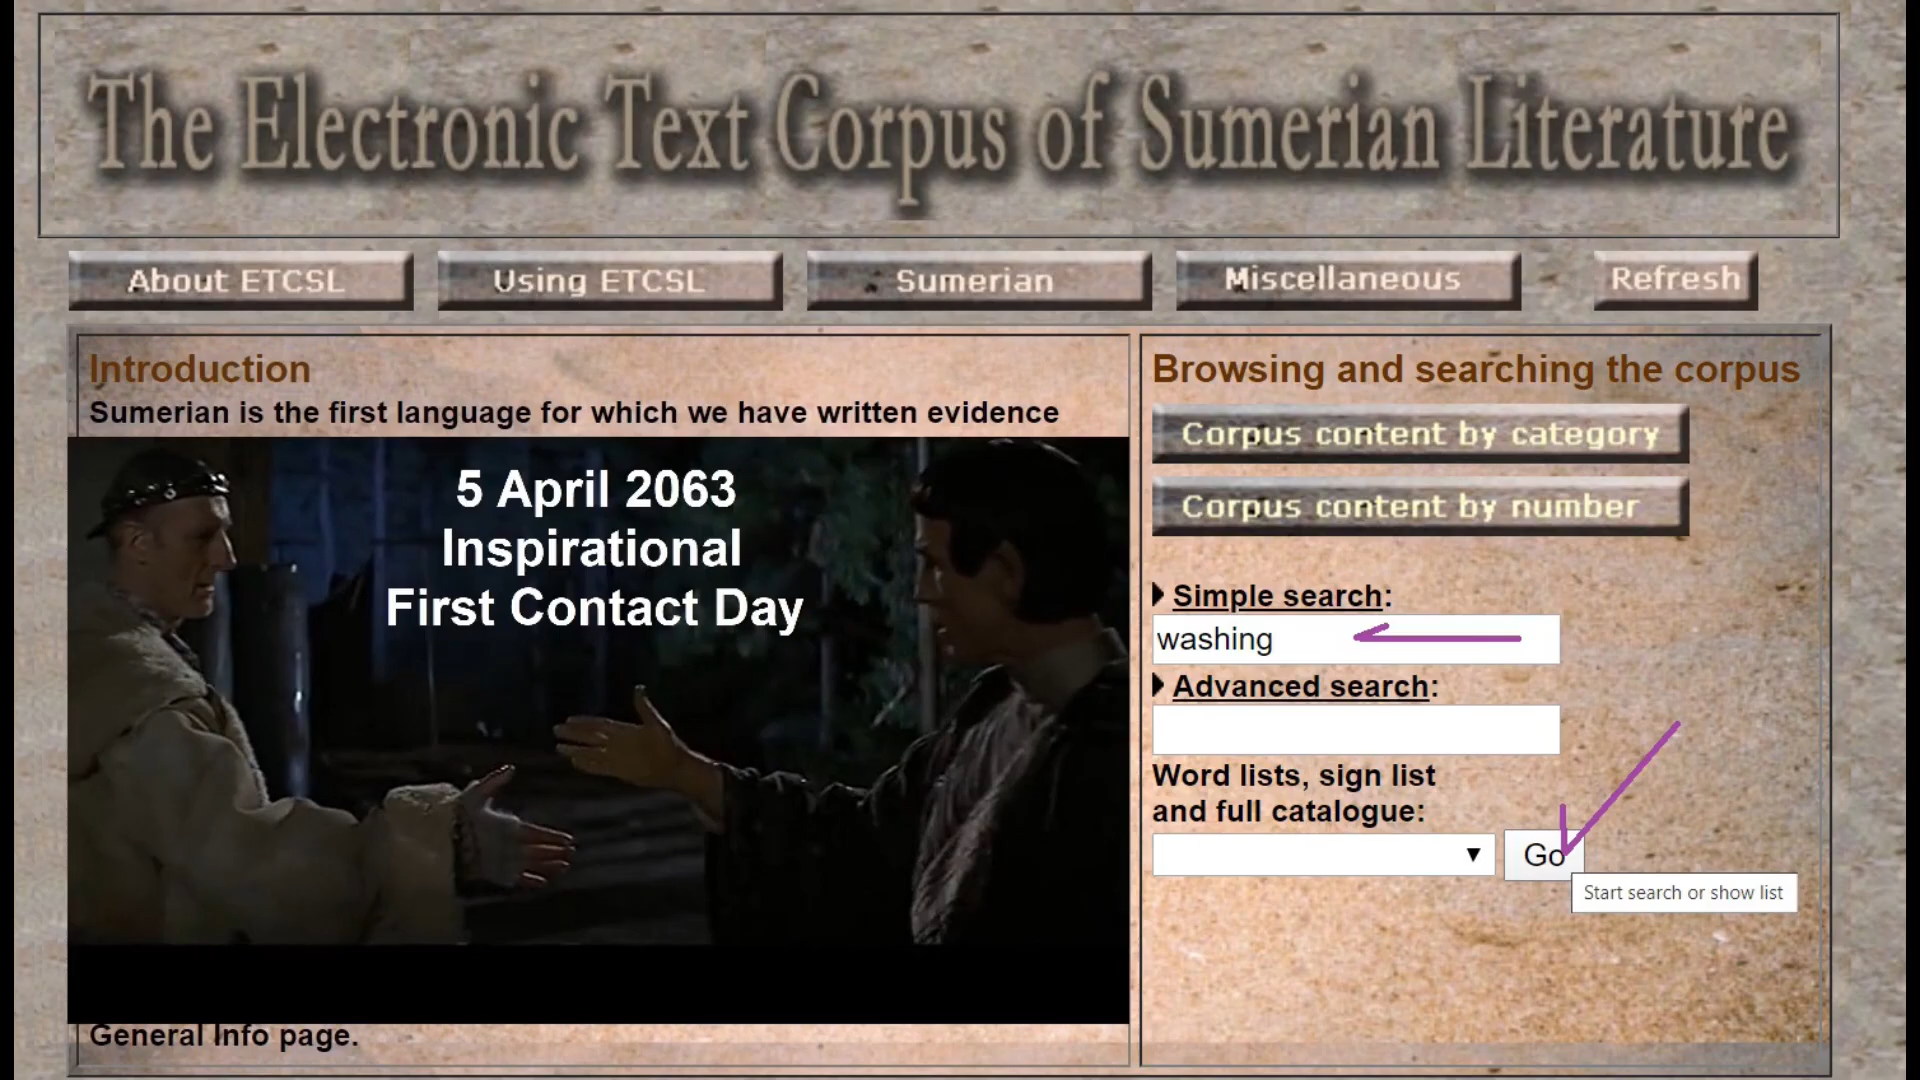 The Electronic Text Corpus of Sumerian Literature
About ETCSL
Using ETCSL
Sumerian
Miscellaneous
Refresh
Introduction
Sumerian is the first language for which we have written evidence
5 April 2063
Inspirational
First Contact Day
General Info page.
Browsing and searching the corpus
Corpus content by category
Corpus content by number
Simple search:
washing
Advanced search:
Word lists, sign list
and full catalogue:
Go
Start search or show list